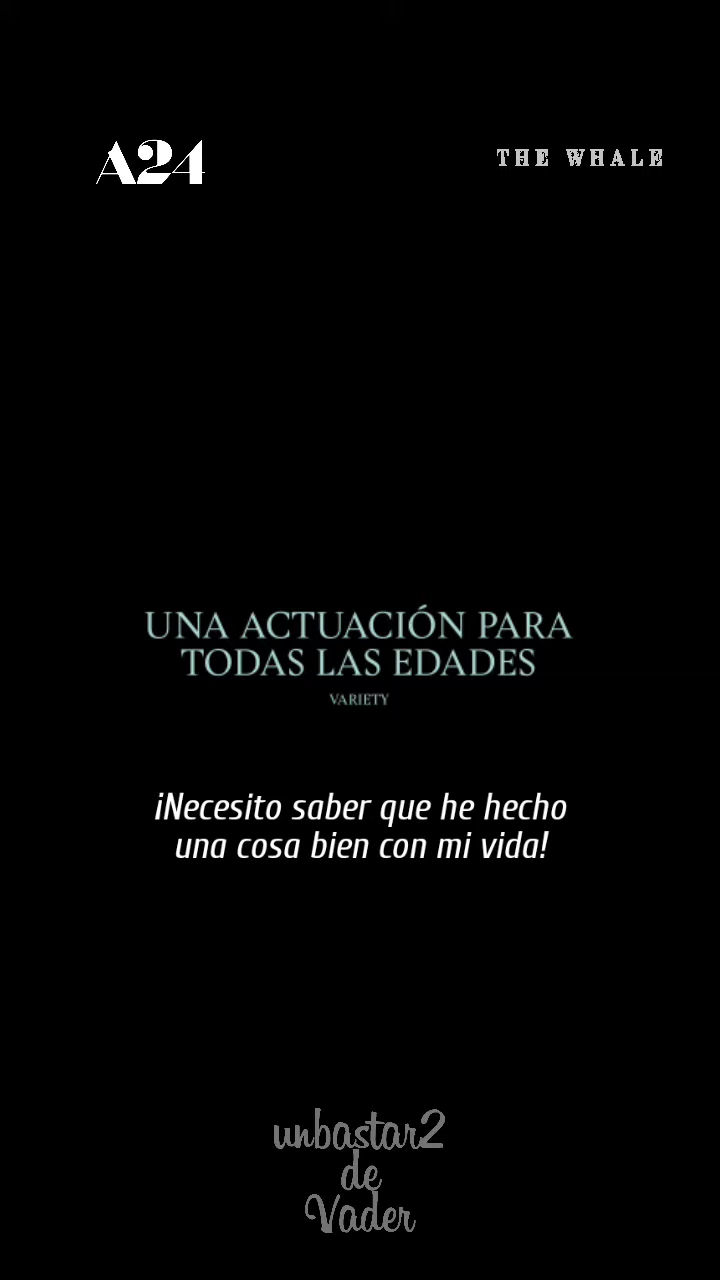 A24
THE WHALE
UNA ACTUACIÓN PARA
TODAS LAS EDADES
VARIETY
¡Necesito saber que he hecho
una cosa bien con mi vida!
unbastar2
de
Vader